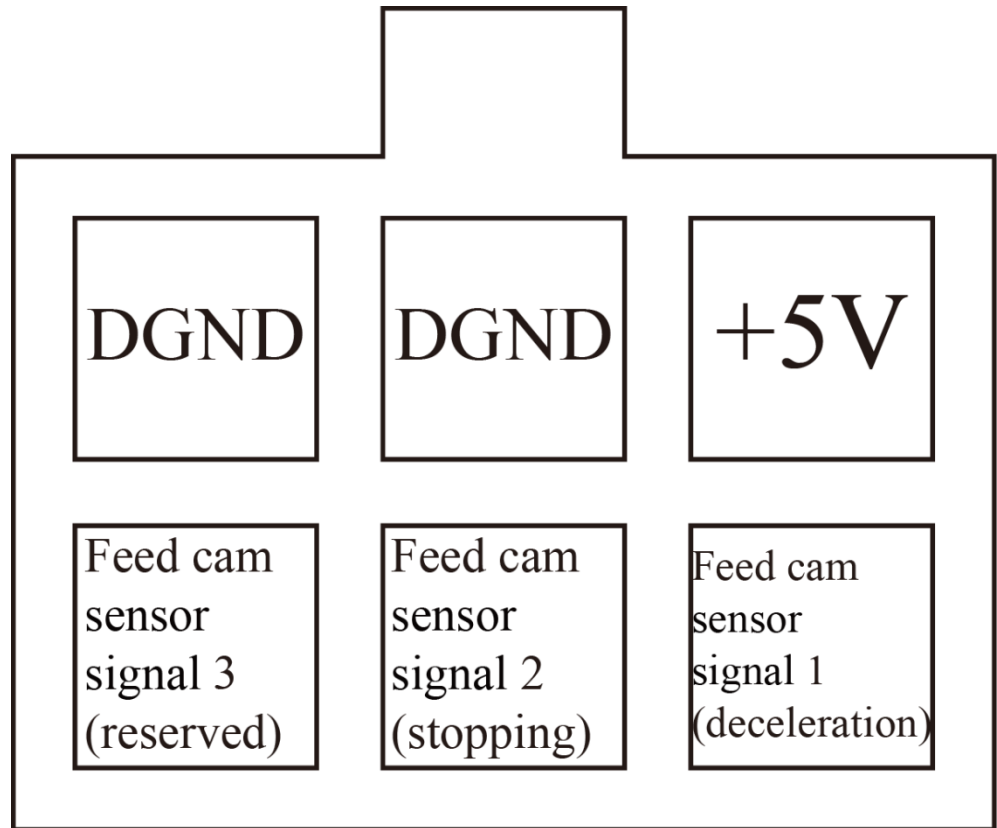 DGND
DGND
+5V
Feed cam
sensor
signal 3
(reserved)
Feed cam
sensor
signal 2
(stopping)
Feed cam
sensor
signal 1
(deceleration)